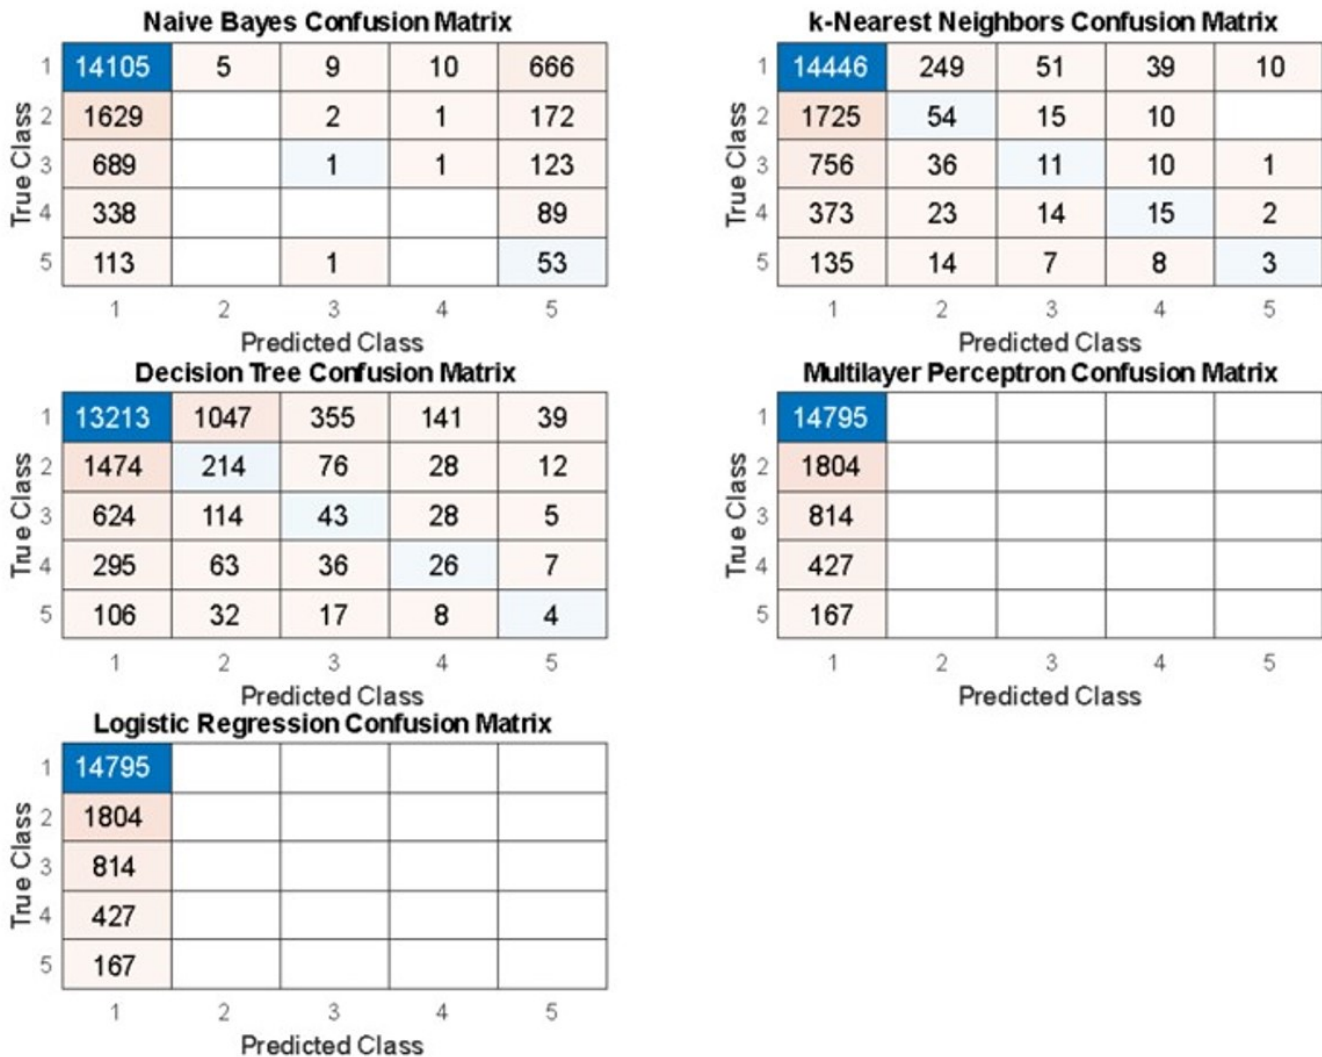 Naive Bayes Confusion Matrix
True Class
1 14105 5 9 10 666
2 1629 2 1 172
3 689 1 1 123
4 338 89
5 113 1 53
1 2 3 4 5
Predicted Class
k-Nearest Neighbors Confusion Matrix
True Class
1 14446 249 51 39 10
2 1725 54 15 10
3 756 36 11 10 1
4 373 23 14 15 2
5 135 14 7 8 3
1 2 3 4 5
Predicted Class
Decision Tree Confusion Matrix
True Class
1 13213 1047 355 141 39
2 1474 214 76 28 12
3 624 114 43 28 5
4 295 63 36 26 7
5 106 32 17 8 4
1 2 3 4 5
Predicted Class
Multilayer Perceptron Confusion Matrix
True Class
1 14795
2 1804
3 814
4 427
5 167
1 2 3 4 5
Predicted Class
Logistic Regression Confusion Matrix
True Class
1 14795
2 1804
3 814
4 427
5 167
1 2 3 4 5
Predicted Class